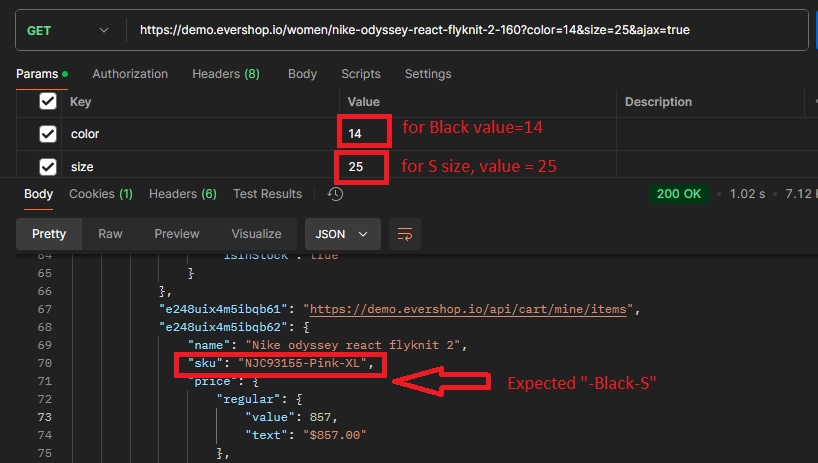 GET https://demo.evershop.io/women/nike-odyssey-react-flyknit-2-160?color=14&size=25&ajax=true
Params Authorization Headers (8) Body Scripts Settings
Key Value Description
color 14 for Black value=14
size 25 for S size, value = 25
Body Cookies (1) Headers (6) Test Results 200 OK • 1.02 s • 7.12
Pretty Raw Preview Visualize JSON
64 "isInStock": true
65 }
66 },
67 "e248uix4m5ibqb61": "https://demo.evershop.io/api/cart/mine/items",
68 "e248uix4m5ibqb62": {
69 "name": "Nike odyssey react flyknit 2",
70 "sku": "NJC93155-Pink-XL",
71 "price": {
Expected "-Black-S"
72 "regular": {
73 "value": 857,
74 "text": "$857.00"
75 },